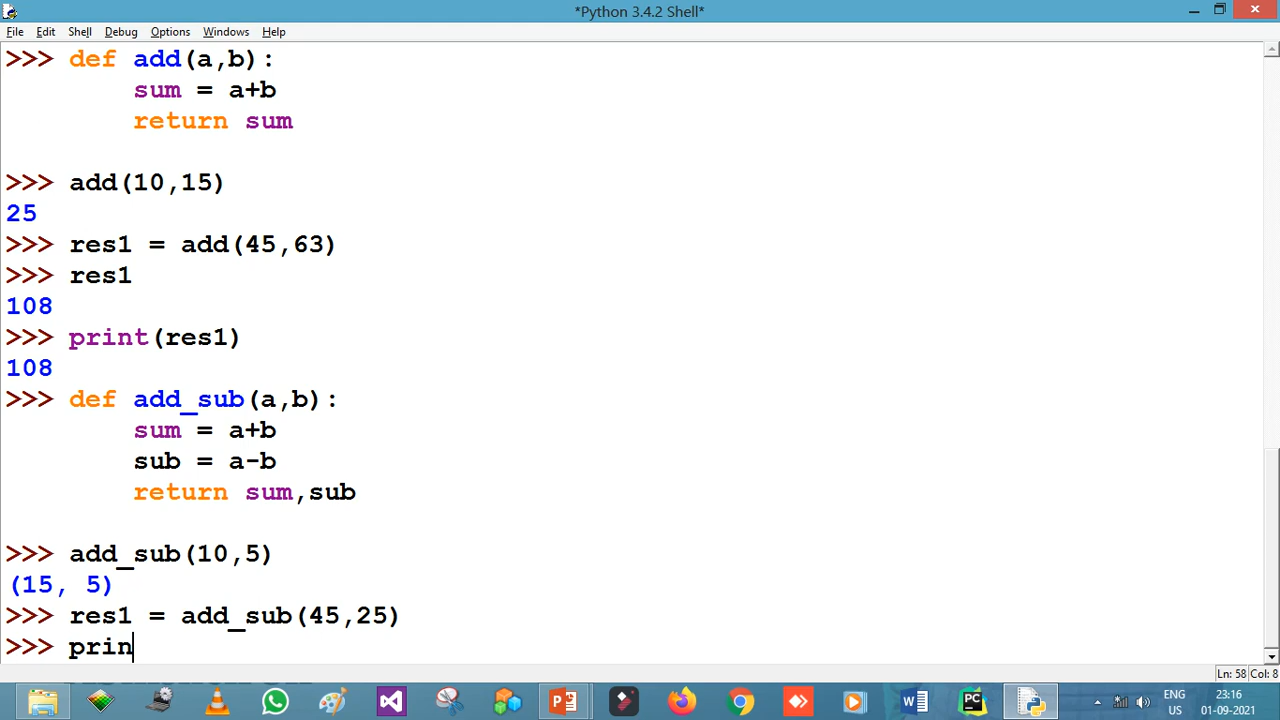 *Python 3.4.2 Shell*
File Edit Shell Debug Options Windows Help
>>> def add(a,b):
        sum = a+b
        return sum
>>> add(10,15)
25
>>> res1 = add(45,63)
>>> res1
108
>>> print(res1)
108
>>> def add_sub(a,b):
        sum = a+b
        sub = a-b
        return sum,sub
>>> add_sub(10,5)
(15, 5)
>>> res1 = add_sub(45,25)
>>> prin
Ln: 58 Col: 8
ENG 23:16
US 01-09-2021